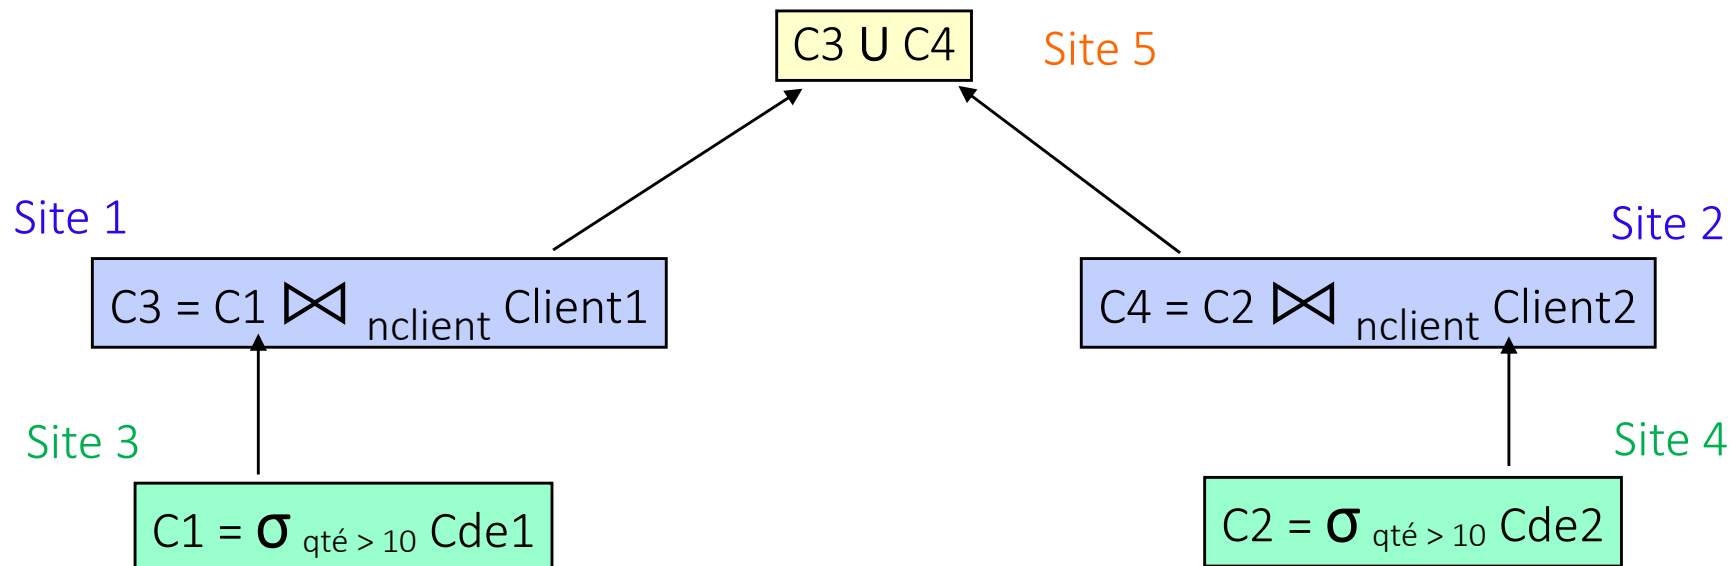 C3 ∪ C4
Site 5
Site 1
Site 2
C3 = C1 ⋈ nclient Client1
C4 = C2 ⋈ nclient Client2
Site 3
Site 4
C1 = σ qté > 10 Cde1
C2 = σ qté > 10 Cde2